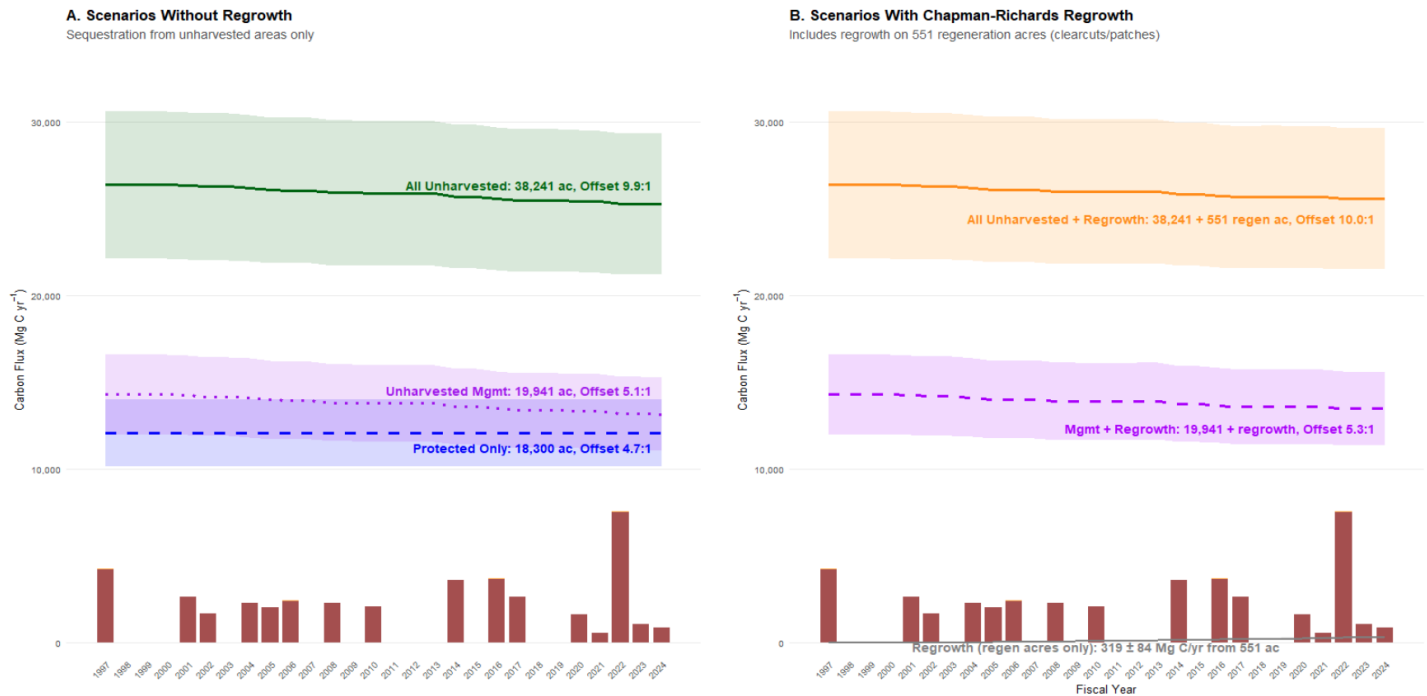 A. Scenarios Without Regrowth
Sequestration from unharvested areas only
Carbon Flux (Mg C yr⁻¹)
30,000
20,000
10,000
0
All Unharvested: 38,241 ac, Offset 9.9:1
Unharvested Mgmt: 19,941 ac, Offset 5.1:1
Protected Only: 18,300 ac, Offset 4.7:1
1997 1998 1999 2000 2001 2002 2003 2004 2005 2006 2007 2008 2009 2010 2011 2012 2013 2014 2015 2016 2017 2018 2019 2020 2021 2022 2023 2024
B. Scenarios With Chapman-Richards Regrowth
Includes regrowth on 551 regeneration acres (clearcuts/patches)
Carbon Flux (Mg C yr⁻¹)
30,000
20,000
10,000
0
All Unharvested + Regrowth: 38,241 + 551 regen ac, Offset 10.0:1
Mgmt + Regrowth: 19,941 + regrowth, Offset 5.3:1
Regrowth (regen acres only): 319 ± 84 Mg C/yr from 551 ac
1997 1998 1999 2000 2001 2002 2003 2004 2005 2006 2007 2008 2009 2010 2011 2012 2013 2014 2015 2016 2017 2018 2019 2020 2021 2022 2023 2024
Fiscal Year